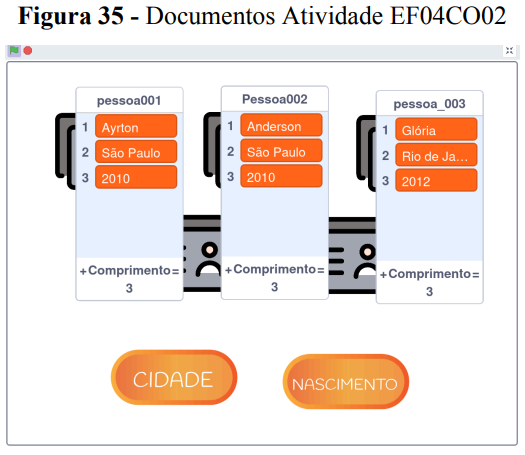 Figura 35 - Documentos Atividade EF04CO02
pessoa001
1 Ayrton
2 São Paulo
3 2010
+Comprimento=
3
Pessoa002
1 Anderson
2 São Paulo
3 2010
+Comprimento=
3
pessoa_003
1 Glória
2 Rio de Ja...
3 2012
+Comprimento=
3
CIDADE
NASCIMENTO